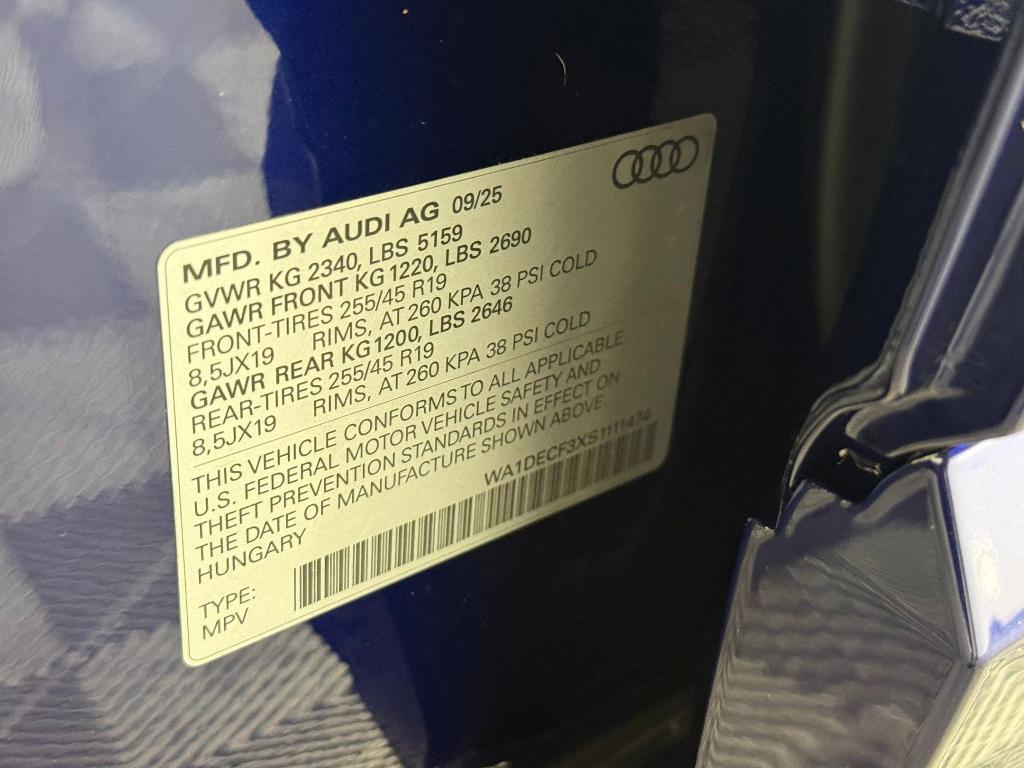 MFD. BY AUDI AG 09/25
GVWR KG 2340, LBS 5159
GAWR FRONT KG1220, LBS 2690
FRONT-TIRES 255/45 R19
8,5JX19 RIMS, AT 260 KPA 38 PSI COLD
GAWR REAR KG1200, LBS 2646
REAR-TIRES 255/45 R19
8,5JX19 RIMS, AT 260 KPA 38 PSI COLD
THIS VEHICLE CONFORMS TO ALL APPLICABLE
U.S. FEDERAL MOTOR VEHICLE SAFETY AND
THEFT PREVENTION STANDARDS IN EFFECT ON
THE DATE OF MANUFACTURE SHOWN ABOVE.
HUNGARY WA1DECF3XS1111474
TYPE:
MPV